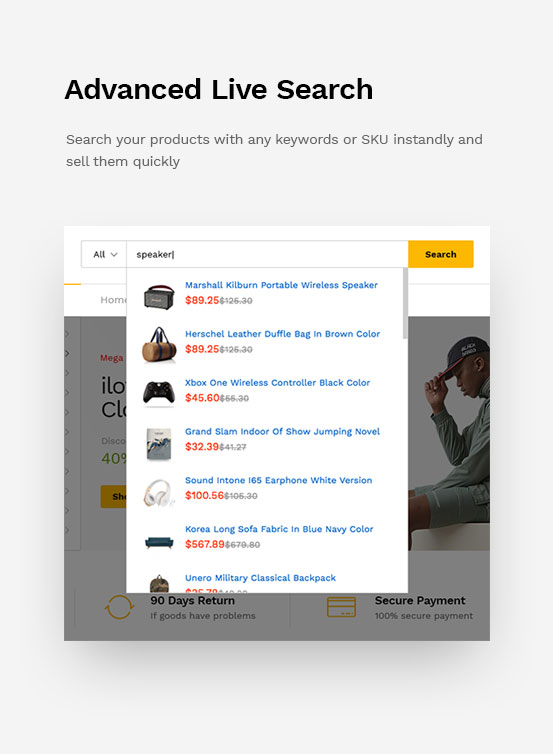 Advanced Live Search
Search your products with any keywords or SKU instandly and
sell them quickly
All
speaker
Search
Home
Marshall Kilburn Portable Wireless Speaker
$89.25 $126.30
Herschel Leather Duffle Bag In Brown Color
$89.25 $126.30
Xbox One Wireless Controller Black Color
$45.60 $55.30
Grand Slam Indoor Of Show Jumping Novel
$32.39 $41.27
Sound Intone I65 Earphone White Version
$100.56 $106.30
Korea Long Sofa Fabric In Blue Navy Color
$567.89 $679.80
Unero Military Classical Backpack
Mega
ilo
Clo
Disco
40%
Sho
90 Days Return
If goods have problems
Secure Payment
100% secure payment